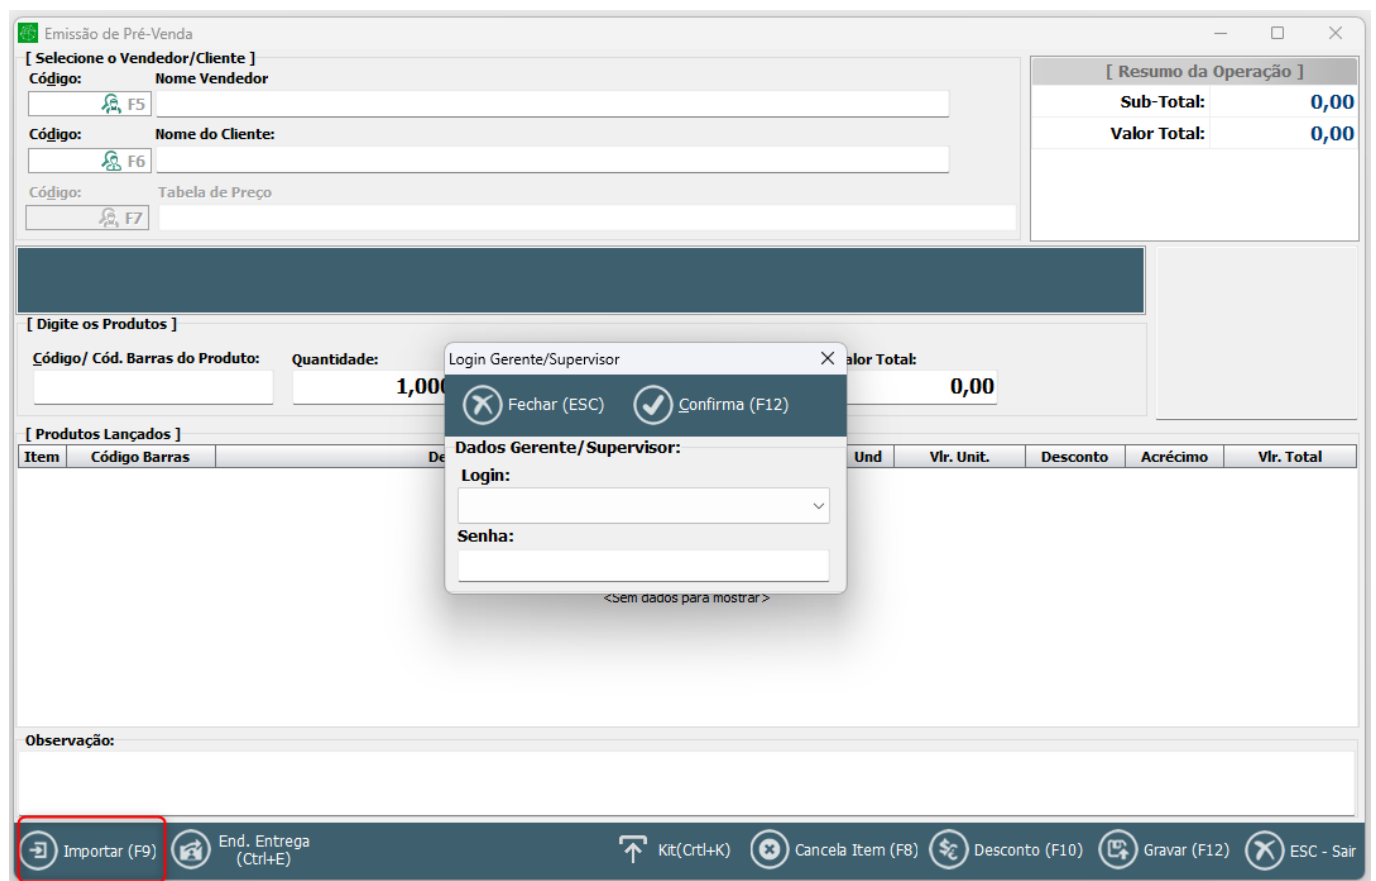 Emissão de Pré-Venda
[ Selecione o Vendedor/Cliente ]
Código: Nome Vendedor
F5
Código: Nome do Cliente:
F6
Código: Tabela de Preço
F7
[ Resumo da Operação ]
Sub-Total: 0,00
Valor Total: 0,00
[ Digite os Produtos ]
Código/ Cód. Barras do Produto: Quantidade: alor Total:
1,000 0,00
Login Gerente/Supervisor
Fechar (ESC) Confirma (F12)
Dados Gerente/Supervisor:
Login:
Senha:
[ Produtos Lançados ]
Item Código Barras De Und Vlr. Unit. Desconto Acrécimo Vlr. Total
<Sem dados para mostrar>
Observação:
Importar (F9) End. Entrega
(Ctrl+E)
Kit(Crtl+K) Cancela Item (F8) Desconto (F10) Gravar (F12) ESC - Sair